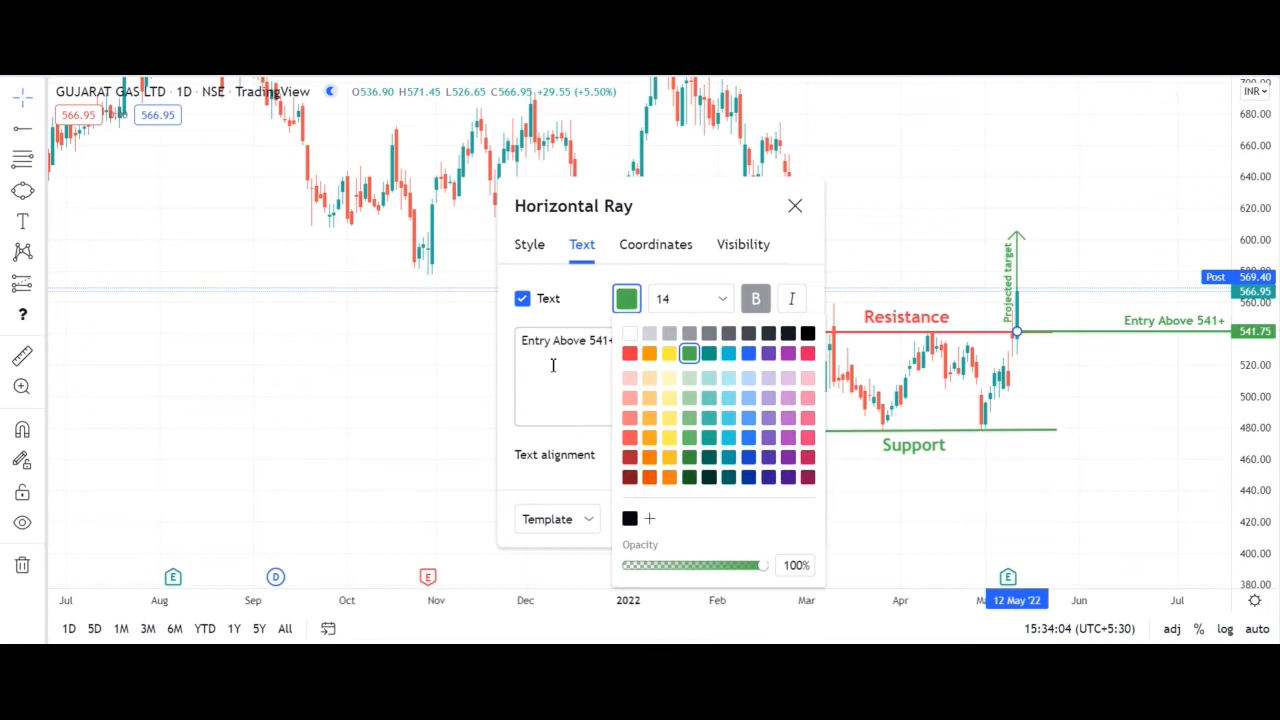 GUJARAT GAS LTD · 1D · NSE · TradingView
O536.90 H571.45 L526.65 C566.95 +29.55 (+5.50%)
INR
566.95
566.95
700.00
680.00
660.00
640.00
620.00
600.00
Post 569.40
566.95
560.00
541.75
520.00
500.00
480.00
460.00
440.00
420.00
400.00
380.00
Horizontal Ray
Style Text Coordinates Visibility
Text
14
B I
Entry Above 541+
Text alignment
Template
Opacity
100%
Resistance
Projected target
Entry Above 541+
Support
T
?
E D E E
Jul Aug Sep Oct Nov Dec 2022 Feb Mar Apr 12 May '22 Jun Jul
1D 5D 1M 3M 6M YTD 1Y 5Y All
15:34:04 (UTC+5:30) adj % log auto